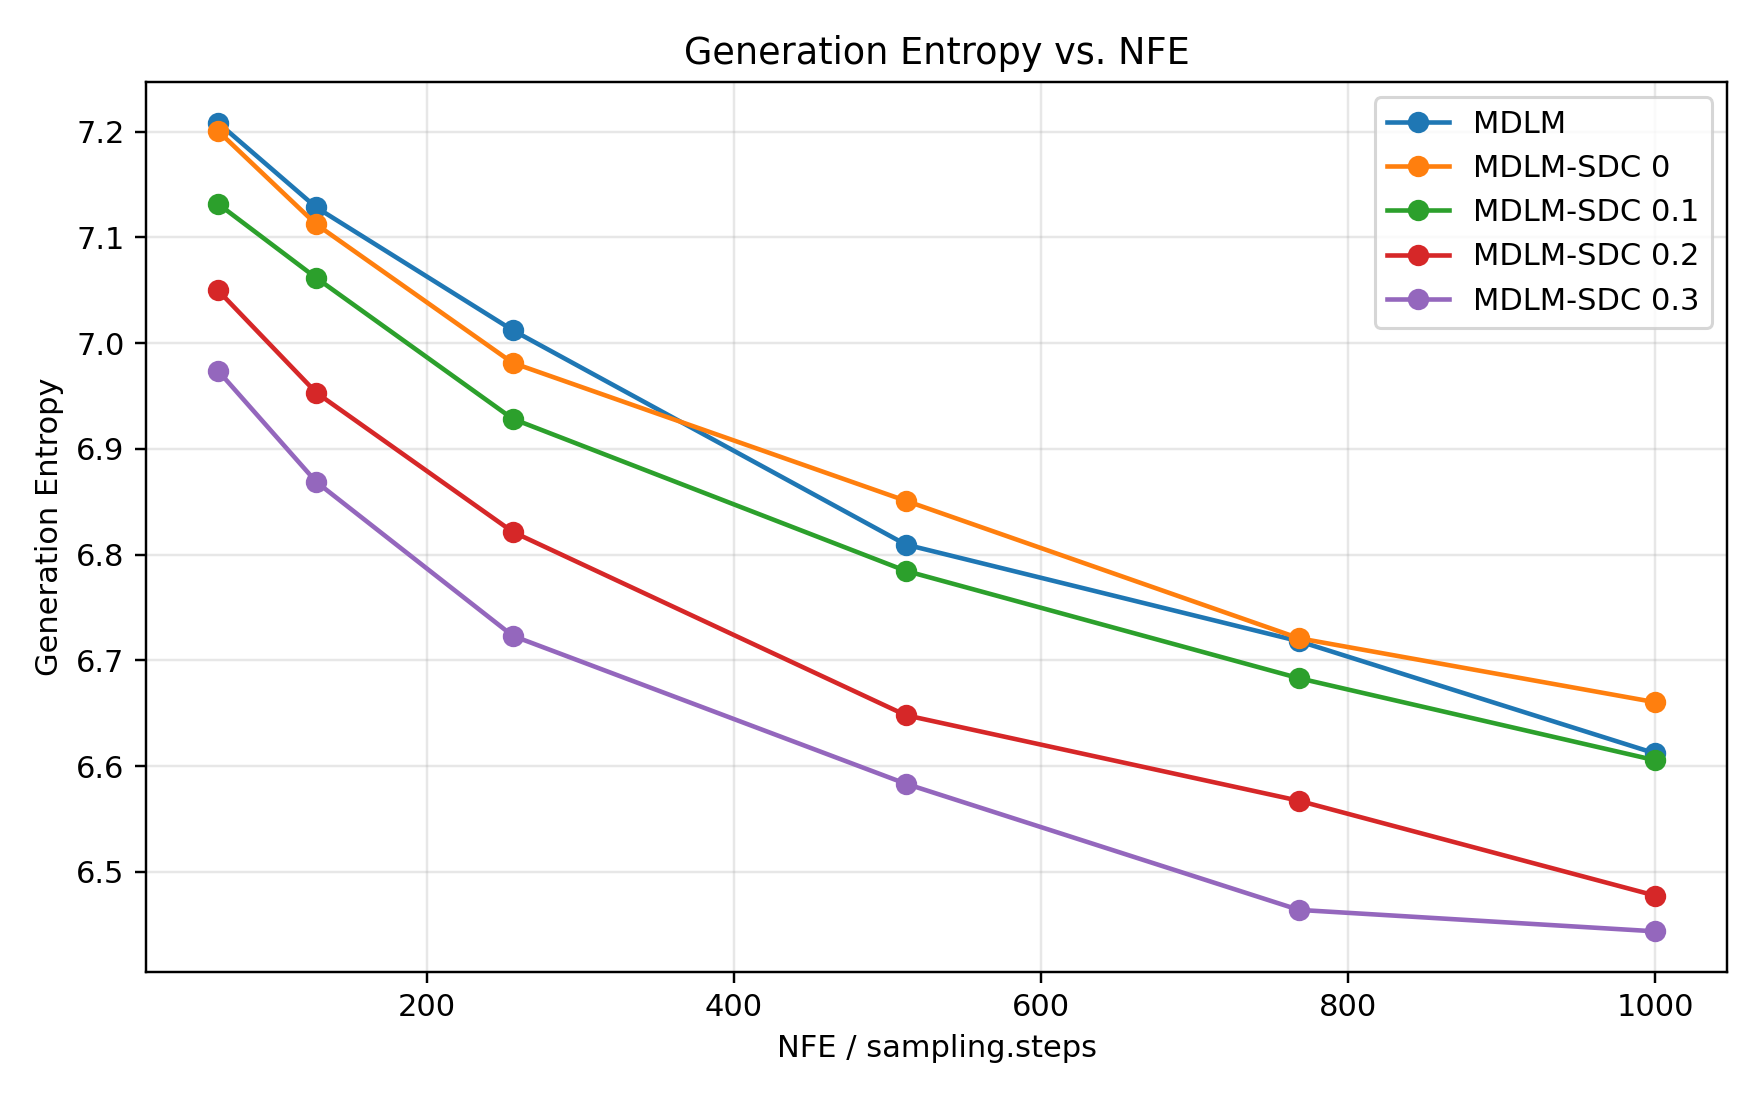 Generation Entropy vs. NFE
MDLM
MDLM-SDC 0
MDLM-SDC 0.1
MDLM-SDC 0.2
MDLM-SDC 0.3
Generation Entropy
7.2
7.1
7.0
6.9
6.8
6.7
6.6
6.5
200 400 600 800 1000
NFE / sampling.steps